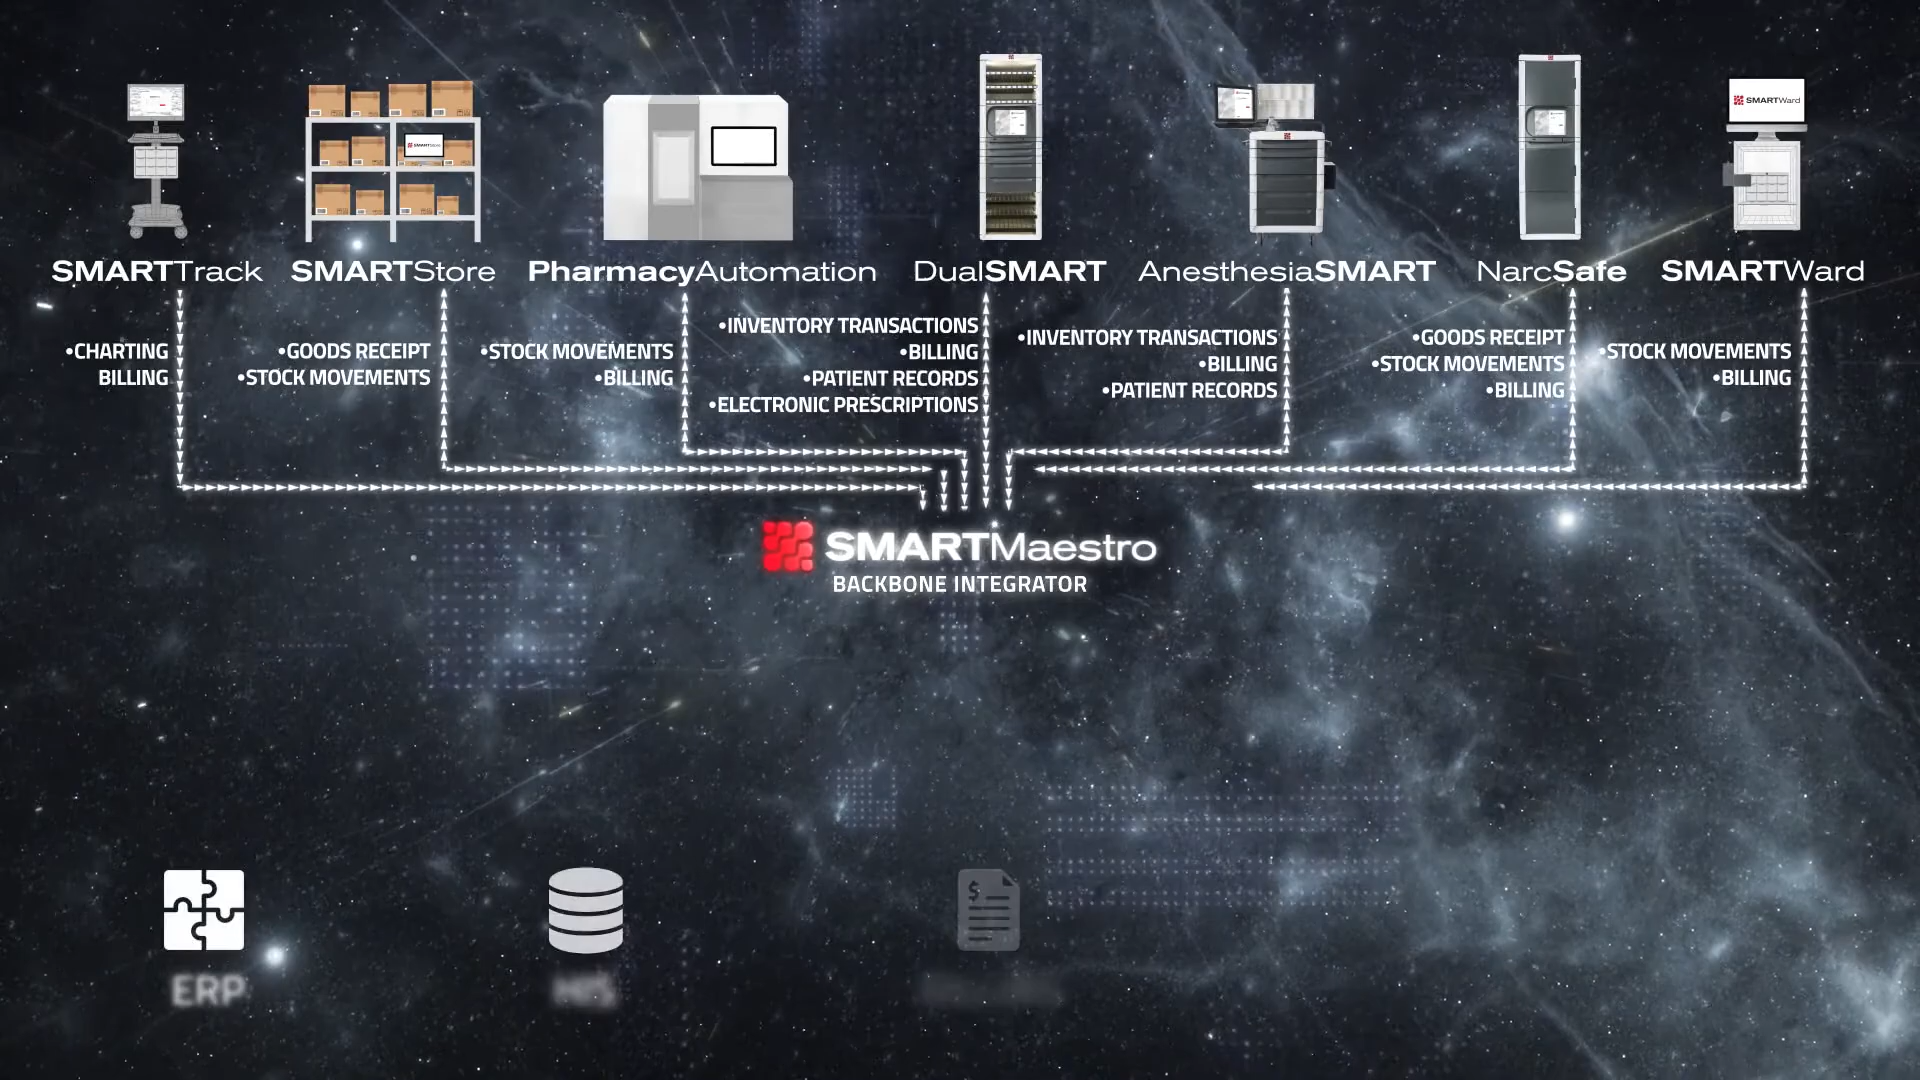 SMARTStore
SMARTWard
SMARTTrack
SMARTStore
PharmacyAutomation
DualSMART
AnesthesiaSMART
NarcSafe
SMARTWard
•CHARTING
BILLING
•GOODS RECEIPT
•STOCK MOVEMENTS
•STOCK MOVEMENTS
•BILLING
•INVENTORY TRANSACTIONS
•BILLING
•PATIENT RECORDS
•ELECTRONIC PRESCRIPTIONS
•INVENTORY TRANSACTIONS
•BILLING
•PATIENT RECORDS
•GOODS RECEIPT
•STOCK MOVEMENTS
•BILLING
•STOCK MOVEMENTS
•BILLING
SMARTMaestro
BACKBONE INTEGRATOR
$
ERP
HIS